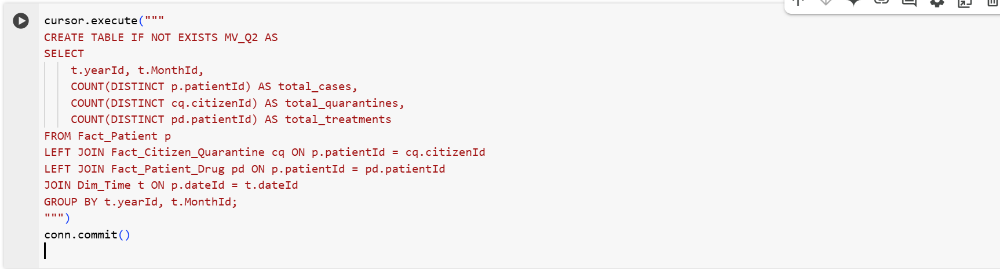 cursor.execute("""
CREATE TABLE IF NOT EXISTS MV_Q2 AS
SELECT
    t.yearId, t.MonthId,
    COUNT(DISTINCT p.patientId) AS total_cases,
    COUNT(DISTINCT cq.citizenId) AS total_quarantines,
    COUNT(DISTINCT pd.patientId) AS total_treatments
FROM Fact_Patient p
LEFT JOIN Fact_Citizen_Quarantine cq ON p.patientId = cq.citizenId
LEFT JOIN Fact_Patient_Drug pd ON p.patientId = pd.patientId
JOIN Dim_Time t ON p.dateId = t.dateId
GROUP BY t.yearId, t.MonthId;
""")
conn.commit()